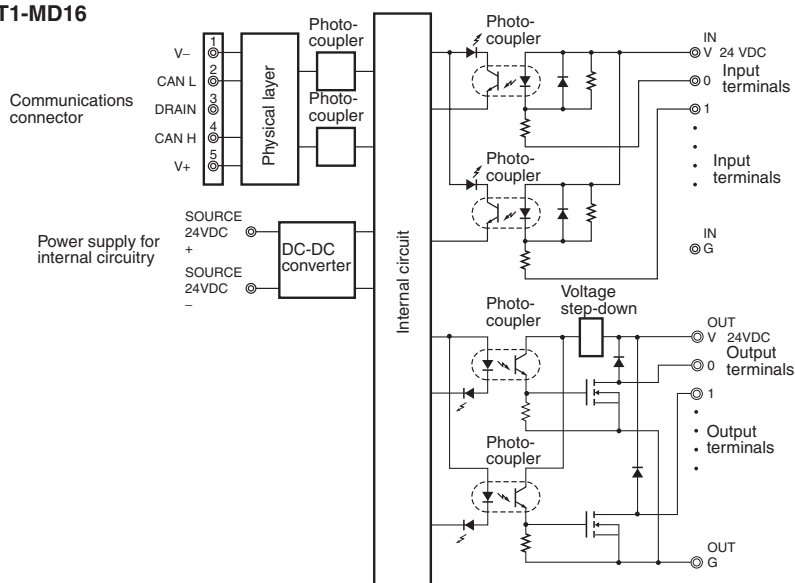 T1-MD16
Communications
connector
1
V–
2
CAN L
3
DRAIN
4
CAN H
5
V+
Physical layer
Photo-
coupler
Photo-
coupler
Power supply for
internal circuitry
SOURCE
24VDC
+
SOURCE
24VDC
–
DC-DC
converter
Internal circuit
Photo-
coupler
IN
V 24 VDC
0
Input
terminals
1
Photo-
coupler
Input
terminals
IN
G
Photo-
coupler
Voltage
step-down
OUT
V 24VDC
0
Output
terminals
1
Photo-
coupler
Output
terminals
OUT
G